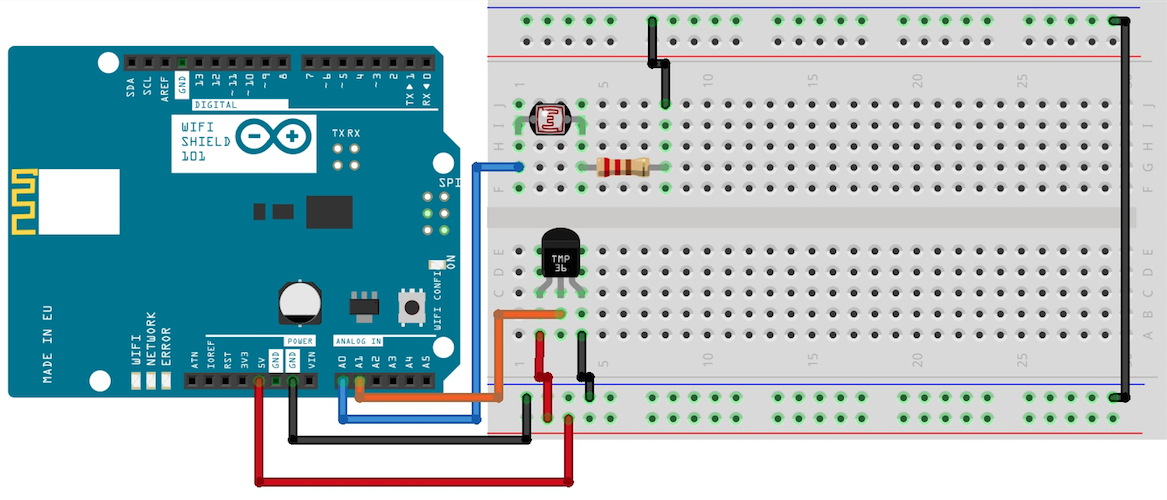 SDA
SCL
AREF
GND
13
12
~11
~10
~9
8
7
~6
~5
4
~3
2
TX▶1
RX◀0
DIGITAL
WIFI
SHIELD
101
TX RX
SPI
ON
WIFI CONFI
MADE IN EU
WIFI
NETWORK
ERROR
POWER
ANALOG IN
ATN
IOREF
RST
3V3
5V
GND
GND
VIN
A0
A1
A2
A3
A4
A5
1
5
10
15
20
25
J
I
H
G
F
J
I
H
G
F
TMP
36
E
D
C
B
A
E
D
C
B
A
1
5
10
15
20
25